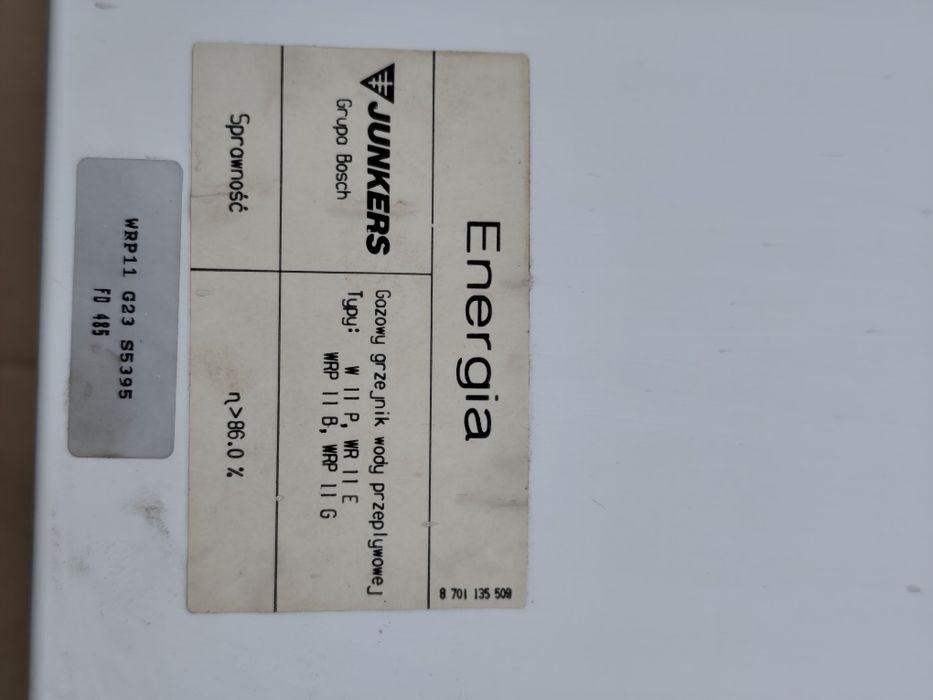 Energia
8 701 135 509
JUNKERS
Grupa Bosch
Gazowy grzejnik wody przepływowej
Typy: W 11 P, WR 11 E
WRP 11 B, WRP 11 G
Sprawność
η>86.0 %
WRP11 G23 S5395
FD 485